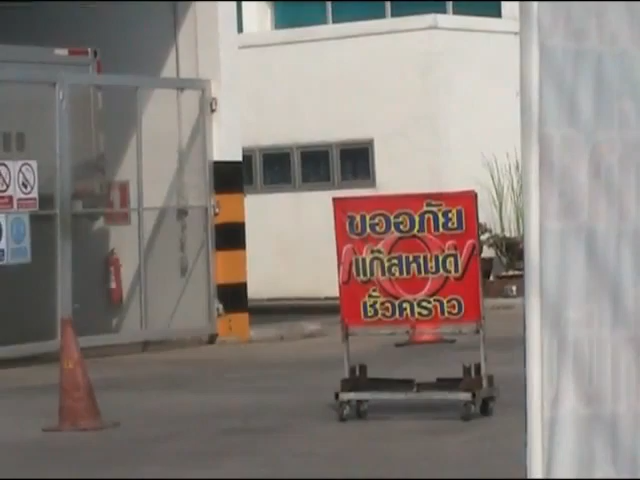 ขออภัย
แก๊สหมด
ชั่วคราว